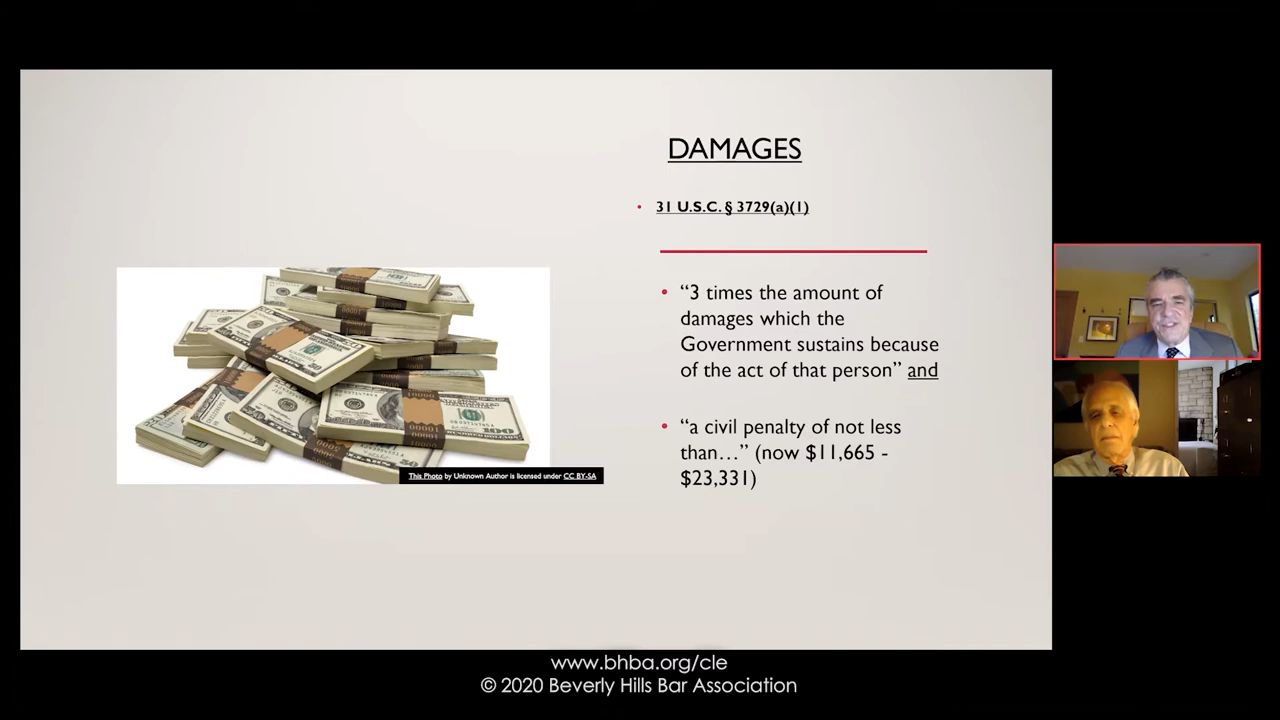 DAMAGES
• 31 U.S.C. § 3729(a)(1)
• “3 times the amount of
damages which the
Government sustains because
of the act of that person” and
• “a civil penalty of not less
than…” (now $11,665 -
$23,331)
This Photo by Unknown Author is licensed under CC BY-SA
www.bhba.org/cle
© 2020 Beverly Hills Bar Association